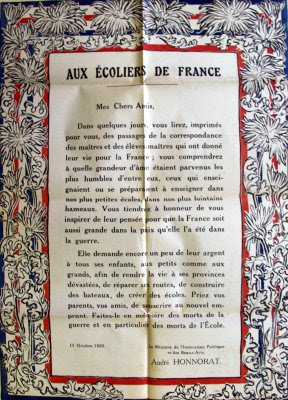 AUX ÉCOLIERS DE FRANCE
Mes Chers Amis,
Dans quelques jours, vous lirez, imprimés
pour vous, des passages de la correspondance
des maîtres et des élèves-maîtres qui ont donné
leur vie pour la France ; vous comprendrez
à quelle grandeur d'âme étaient parvenus les
plus humbles d'entre eux, ceux qui ensei-
gnaient ou se préparaient à enseigner dans
nos plus petites écoles, dans nos plus lointains
hameaux. Vous tiendrez à honneur de vous
inspirer de leur pensée pour que la France soit
aussi grande dans la paix qu'elle l'a été dans
la guerre.
Elle demande encore un peu de leur argent
à tous ses enfants, aux petits comme aux
grands, afin de rendre la vie à ses provinces
dévastées, de réparer ses routes, de construire
des bateaux, de créer des écoles. Priez vos
parents, vos amis, de souscrire au nouvel em-
prunt. Faites-le en mémoire des morts de la
guerre et en particulier des morts de l'École.
15 Octobre 1920
Le Ministre de l'Instruction Publique
et des Beaux-Arts,
André HONNORAT.